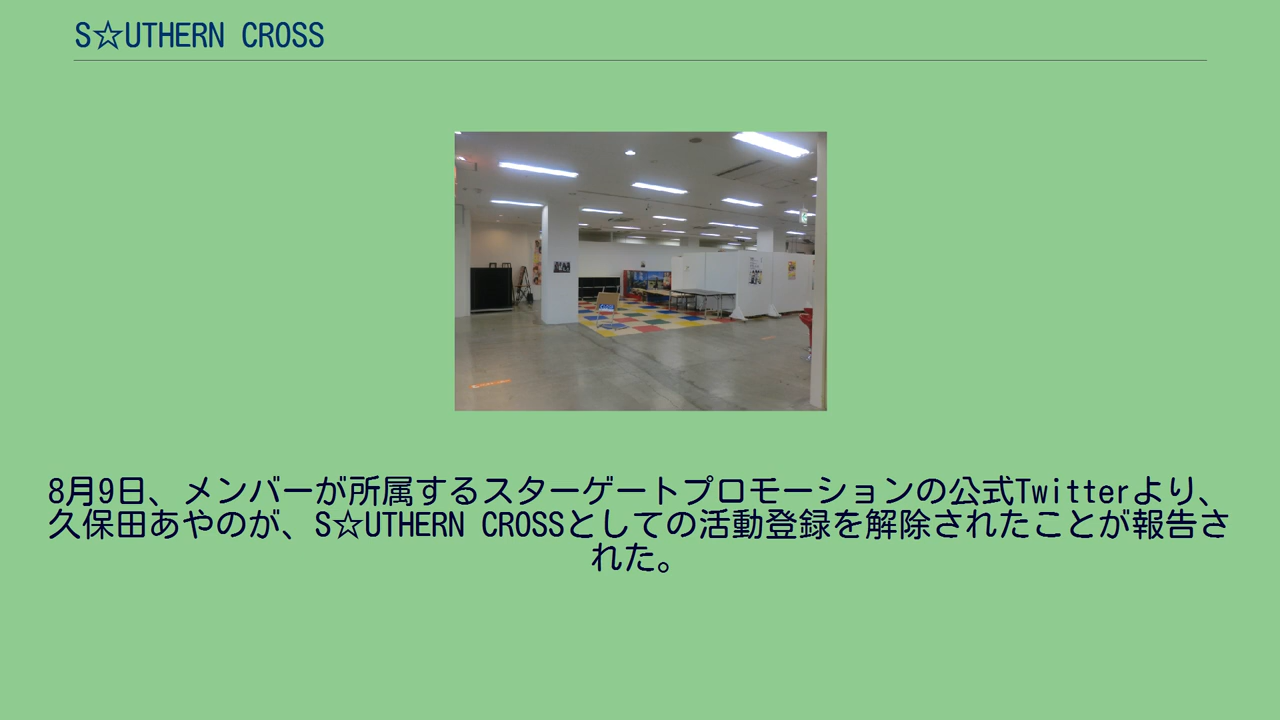 S☆UTHERN CROSS
8月9日、メンバーが所属するスターゲートプロモーションの公式Twitterより、
久保田あやのが、S☆UTHERN CROSSとしての活動登録を解除されたことが報告さ
れた。